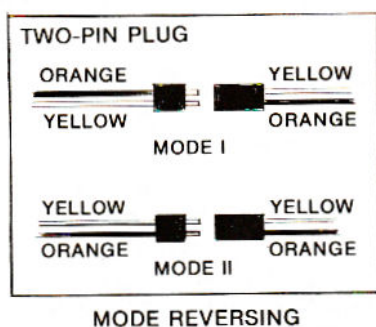 TWO-PIN PLUG
ORANGE YELLOW
YELLOW ORANGE
MODE I
YELLOW YELLOW
ORANGE ORANGE
MODE II
MODE REVERSING